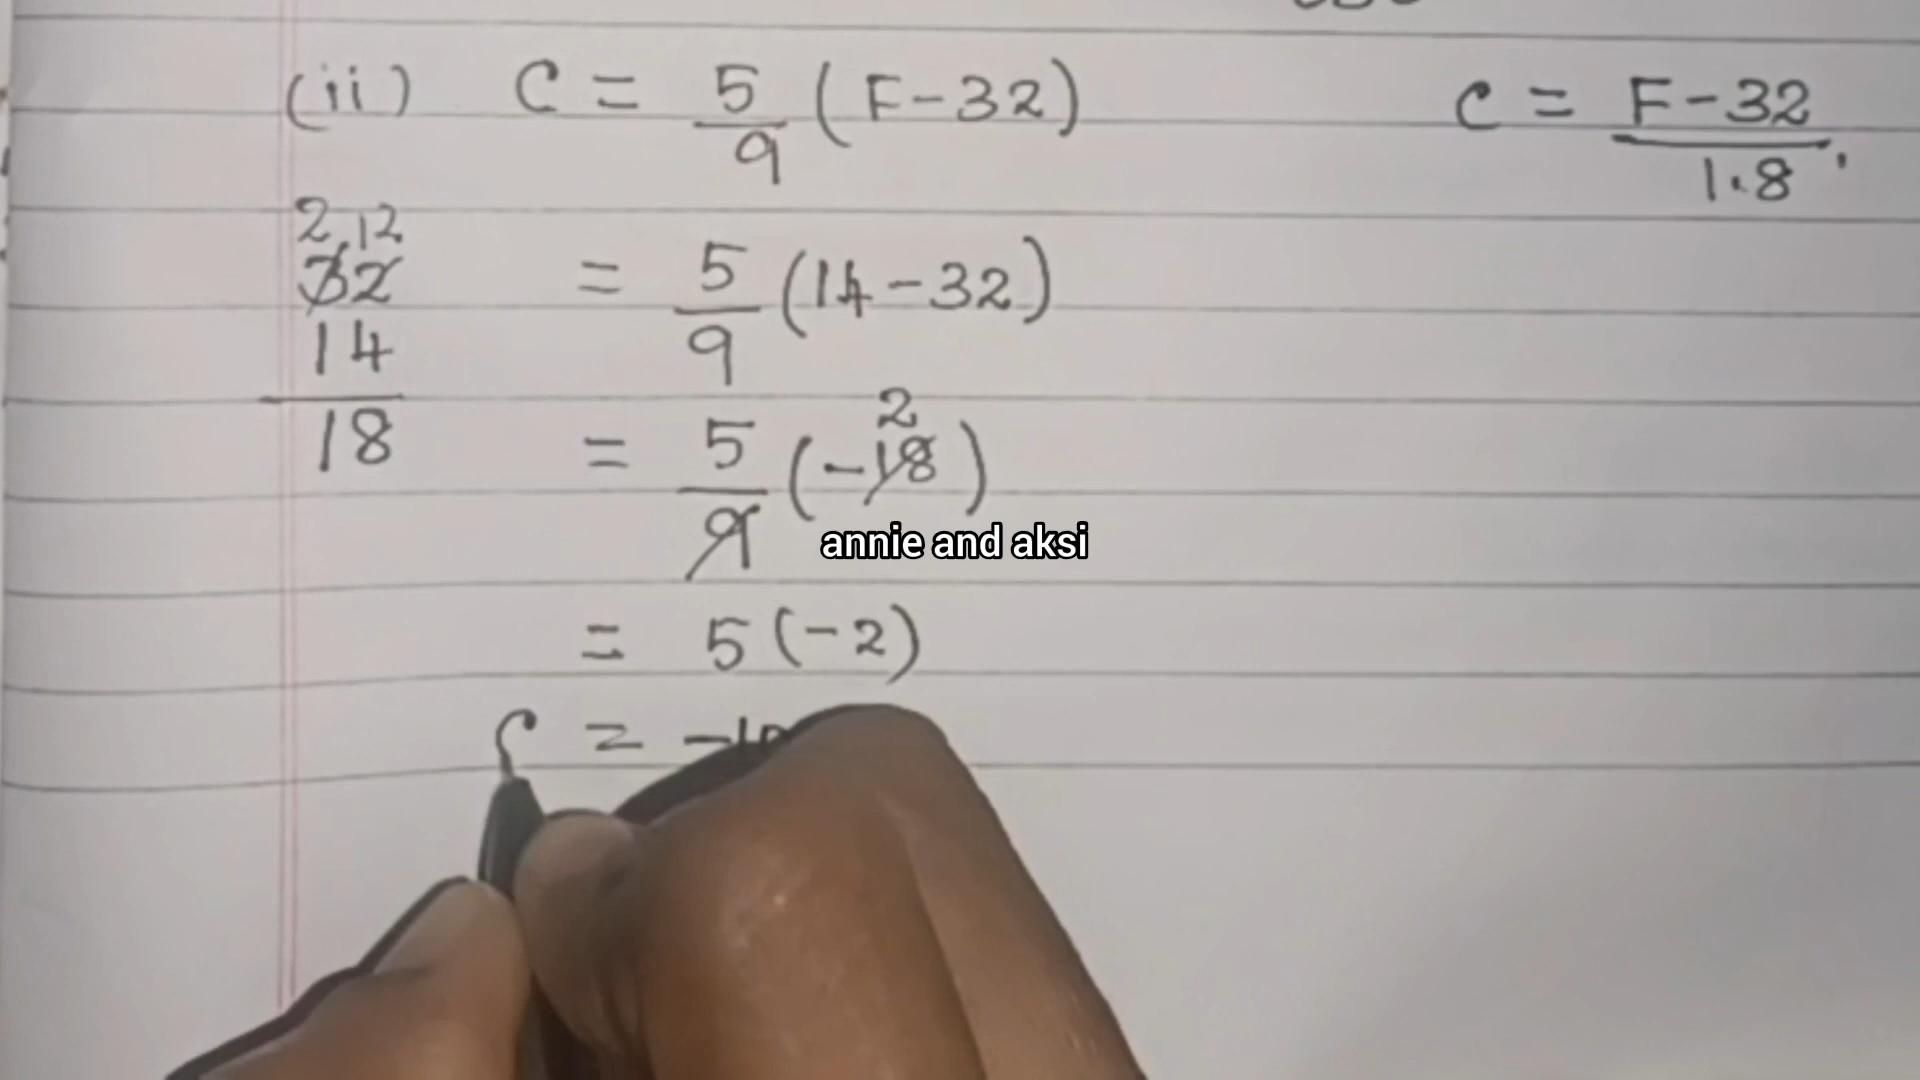 (ii) C = 5/9 (F-32)
C = F-32/1.8.
2 12
32
14
18
= 5/9 (14-32)
2
= 5/9 (-18)
annie and aksi
= 5(-2)
C = -10